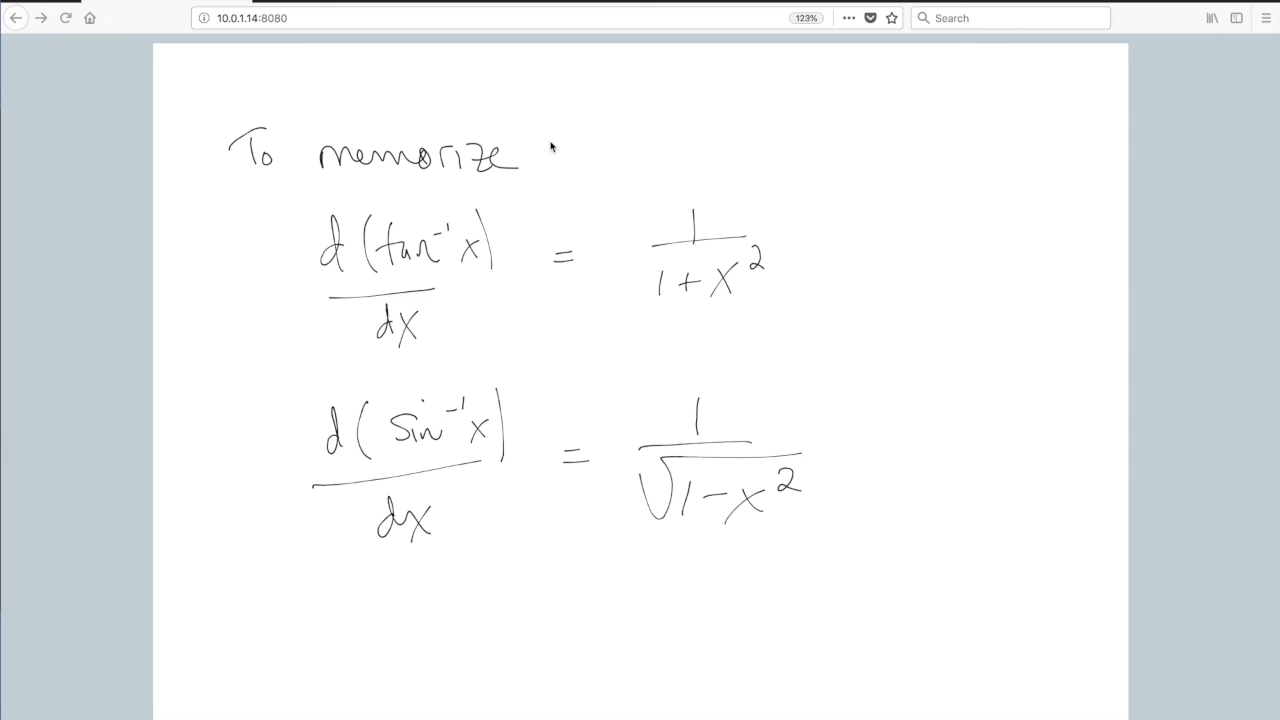 10.0.1.14:8080 123% Search
To memorize
d(tan⁻¹x)/dx = 1/(1+x²)
d(sin⁻¹x)/dx = 1/√(1-x²)